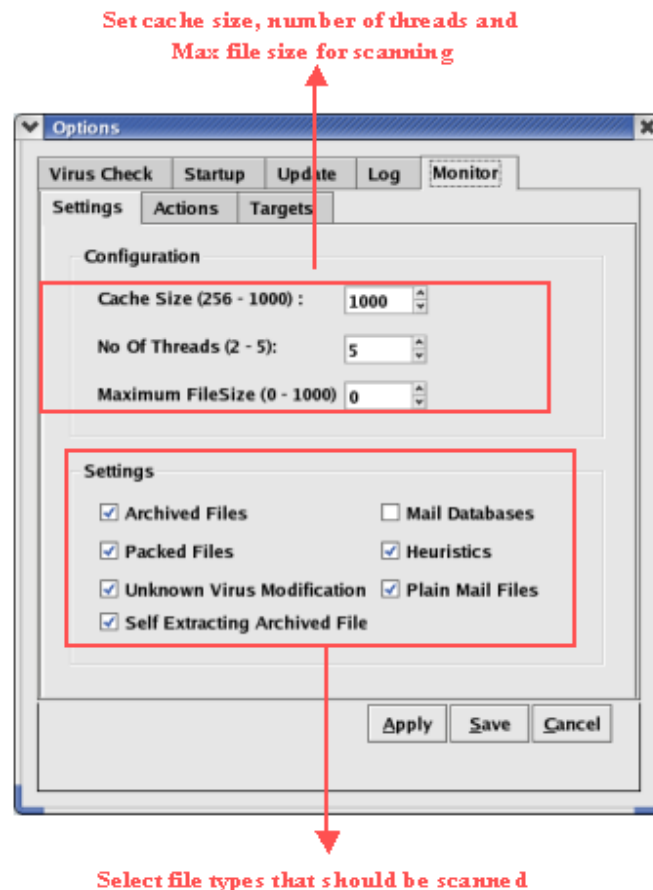 Set cache size, number of threads and
Max file size for scanning
Options
Virus Check Startup Update Log Monitor
Settings Actions Targets
Configuration
Cache Size (256 - 1000) : 1000
No Of Threads (2 - 5): 5
Maximum FileSize (0 - 1000) 0
Settings
Archived Files Mail Databases
Packed Files Heuristics
Unknown Virus Modification Plain Mail Files
Self Extracting Archived File
Apply Save Cancel
Select file types that should be scanned